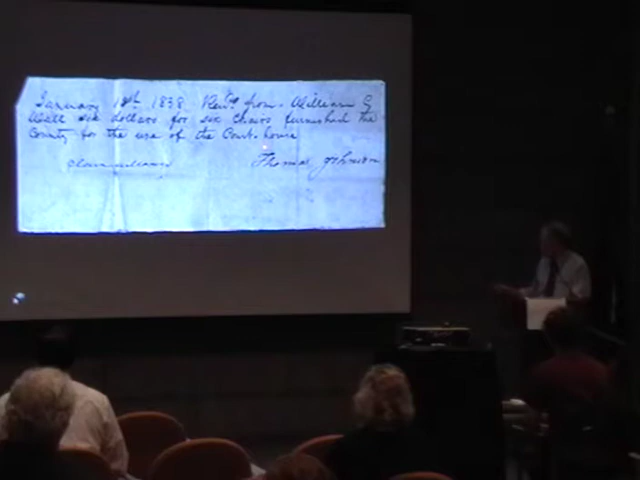 January 18th 1838 Recd from William G
Will six dollars for six Chairs furnished the
County for the use of the Court house
Thomas Johnson